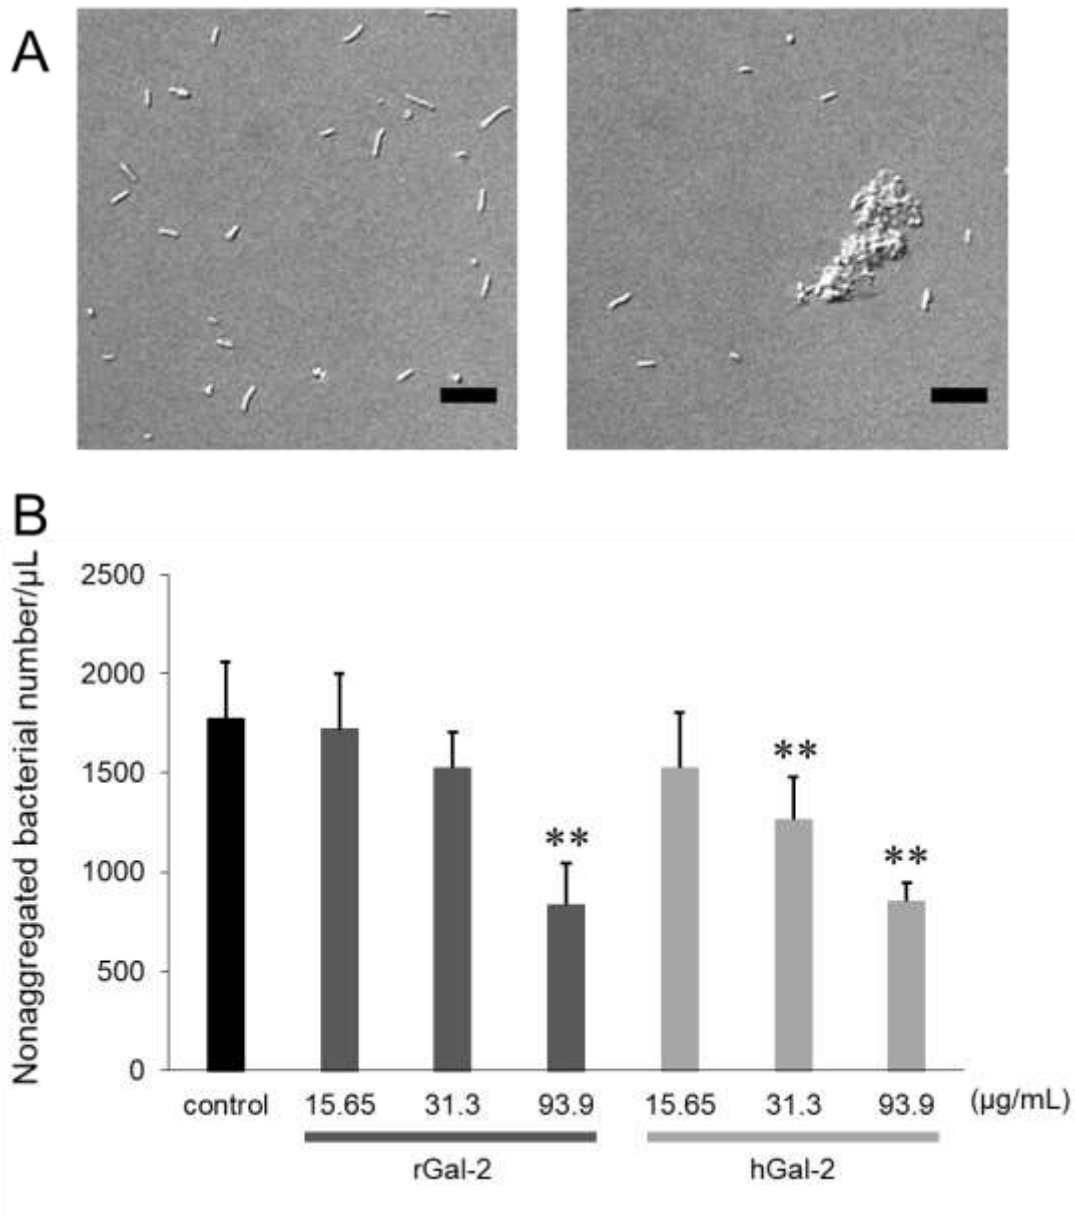 A
B
Nonaggregated bacterial number/µL
2500
2000
1500
1000
500
0
**
**
**
control 15.65 31.3 93.9 15.65 31.3 93.9 (µg/mL)
rGal-2 hGal-2